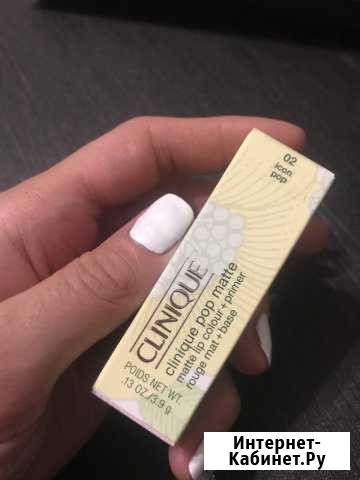 02
icon
pop
CLINIQUE
clinique pop matte
matte lip colour+primer
rouge mat+base
POIDS NET WT.
.13 OZ/3.9 g
Интернет-
Кабинет.Ру